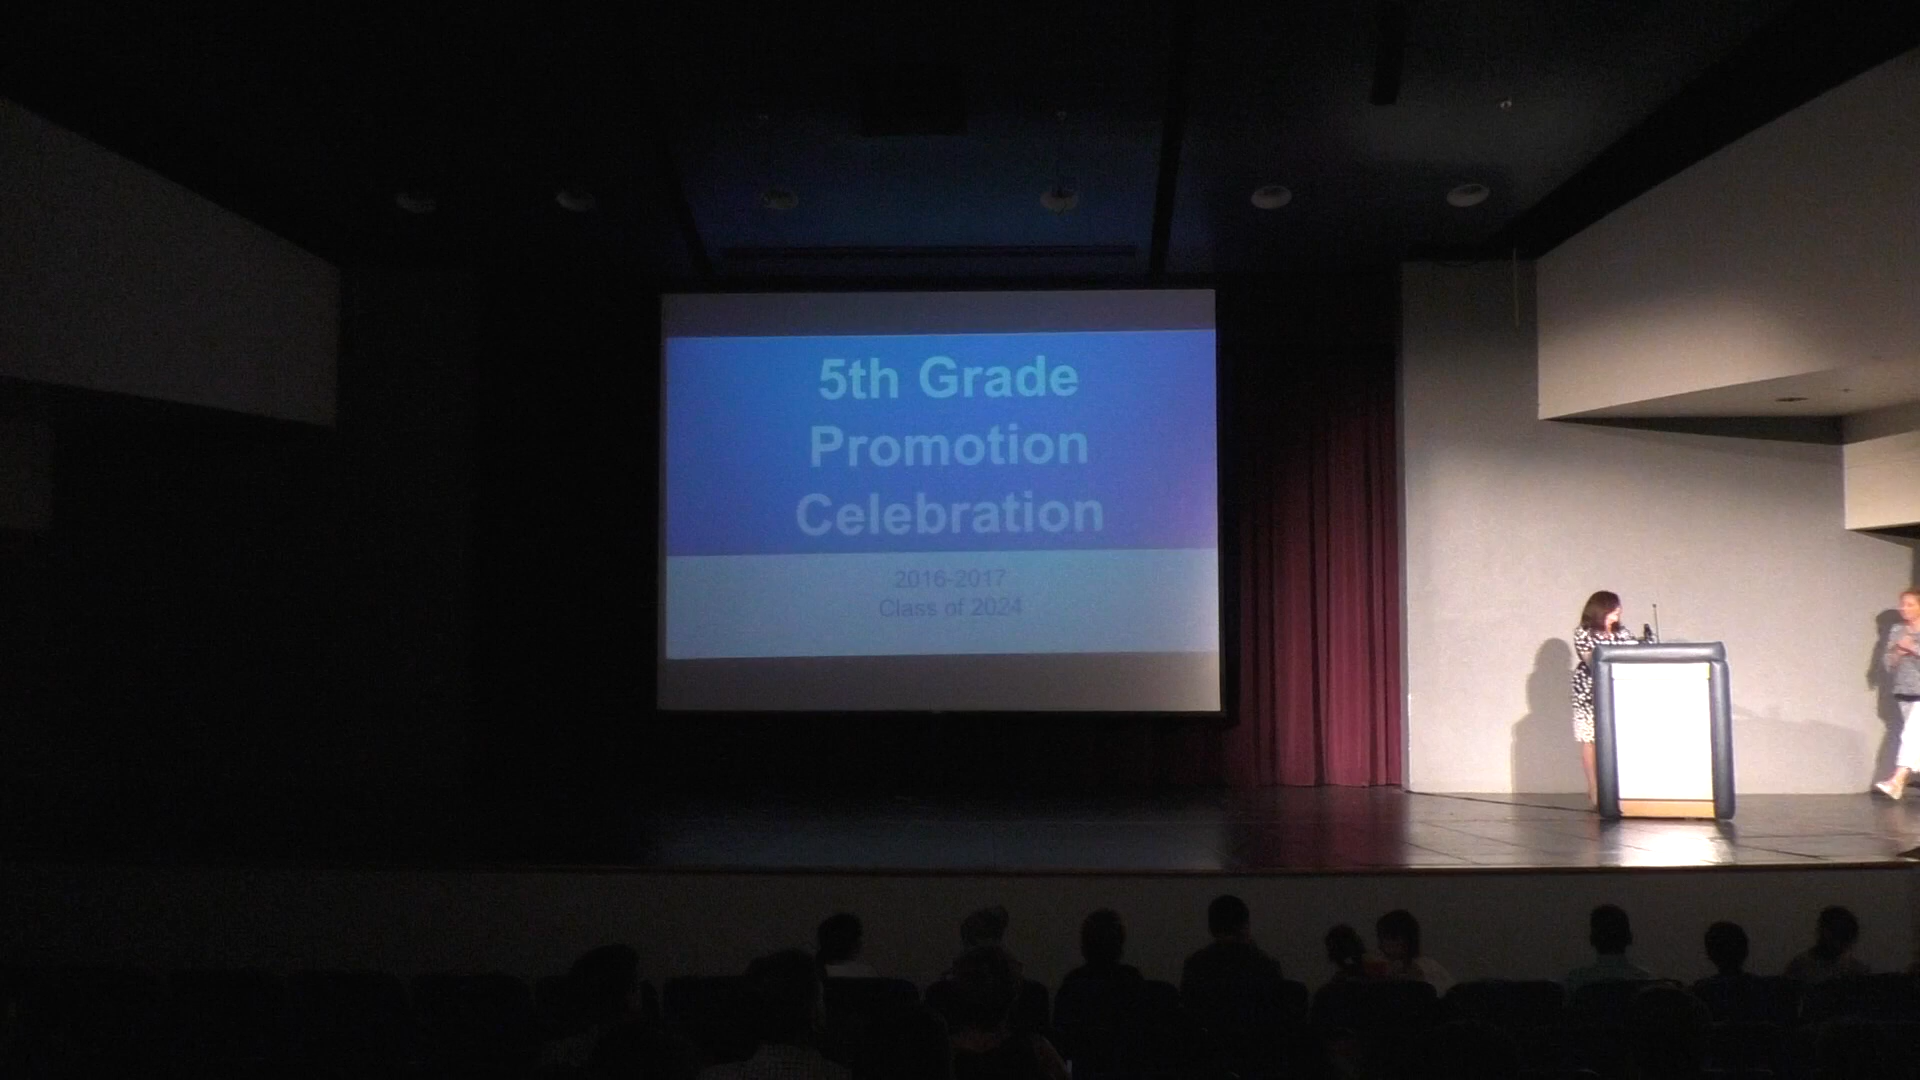 5th Grade
Promotion
Celebration
2016-2017
Class of 2024